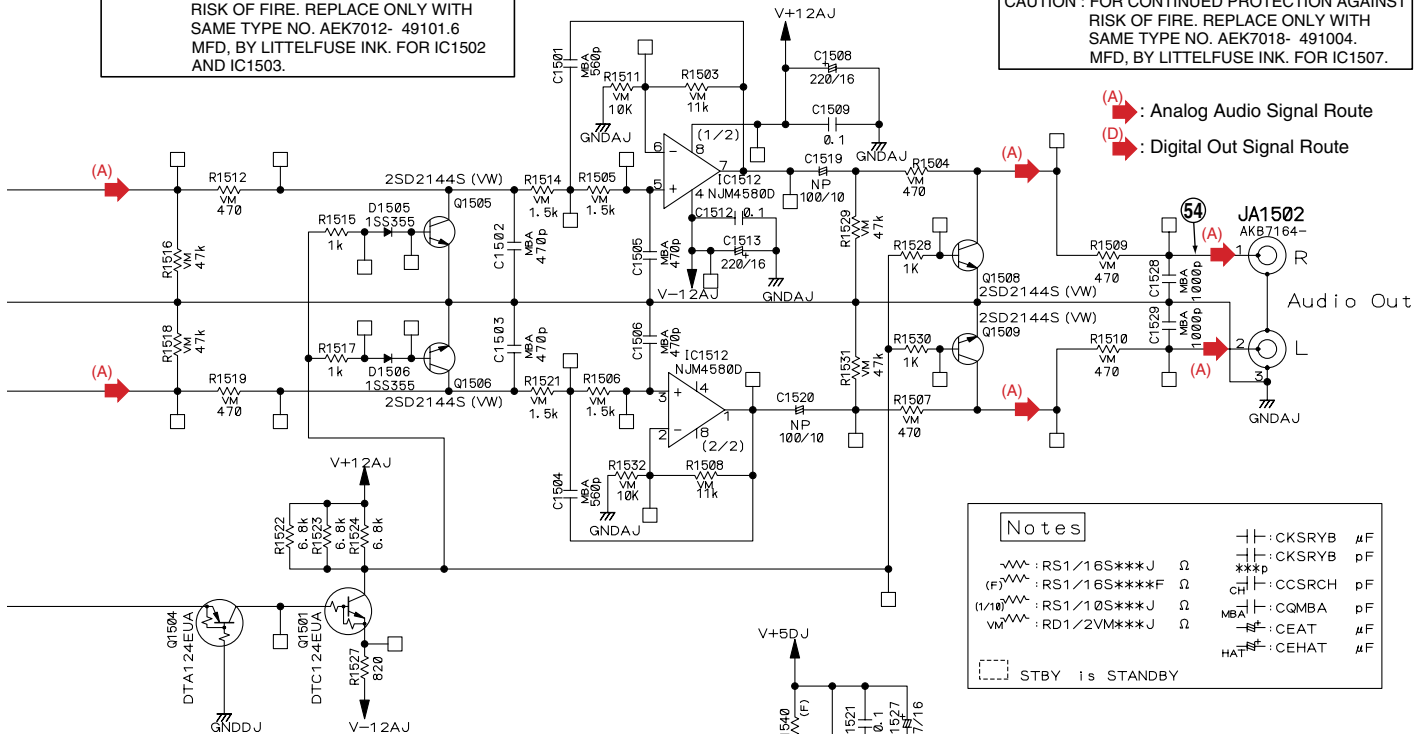 RISK OF FIRE. REPLACE ONLY WITH
SAME TYPE NO. AEK7012- 49101.6
MFD, BY LITTELFUSE INK. FOR IC1502
AND IC1503.
CAUTION : FOR CONTINUED PROTECTION AGAINST
RISK OF FIRE. REPLACE ONLY WITH
SAME TYPE NO. AEK7018- 491004.
MFD, BY LITTELFUSE INK. FOR IC1507.
(A) : Analog Audio Signal Route
(D) : Digital Out Signal Route
V+12AJ
C1501
MBA
560p
R1511
VM
10K
R1503
VM
11k
GNDAJ
C1508
220/16
C1509
0.1
GNDAJ
(1/2)
6
5
8
7
4
IC1512
NJM4580D
C1519
NP
100/10
R1504
470
(A)
(A)
R1512
VM
470
2SD2144S (VW)
Q1505
R1514
VM
1.5k
R1505
VM
1.5k
R1515
1k
D1505
1SS355
R1516
VM
47k
C1502
MBA
470p
C1505
MBA
470p
C1512 0.1
C1513
220/16
V-12AJ
GNDAJ
R1529
VM
47k
R1528
1K
Q1508
2SD2144S (VW)
54
JA1502
AKB7164-
R1509
VM
470
(A)
1
R
C1528
MBA
1000p
Audio Out
R1518
VM
47k
R1517
1k
D1506
1SS355
Q1506
2SD2144S (VW)
C1503
MBA
470p
C1506
MBA
470p
IC1512
NJM4580D
2SD2144S (VW)
Q1509
R1530
1K
R1531
VM
47k
C1529
MBA
1000p
R1510
VM
470
2
L
3
(A)
GNDAJ
(A)
R1519
VM
470
R1521
VM
1.5k
R1506
VM
1.5k
3
2
4
1
8
(2/2)
C1520
NP
100/10
R1507
VM
470
(A)
C1504
MBA
560p
R1532
VM
10K
R1508
VM
11k
GNDAJ
V+12AJ
R1522
6.8k
R1523
6.8k
R1524
6.8k
Q1504
DTA124EUA
Q1501
DTC124EUA
R1527
820
GNDDJ
V-12AJ
V+5DJ
(F)
0.1
Notes
: RS1/16S***J Ω
(F) : RS1/16S****F Ω
(1/10) : RS1/10S***J Ω
VM : RD1/2VM***J Ω
: CKSRYB µF
***p : CKSRYB pF
CH : CCSRCH pF
MBA : CQMBA pF
: CEAT µF
HAT : CEHAT µF
STBY is STANDBY